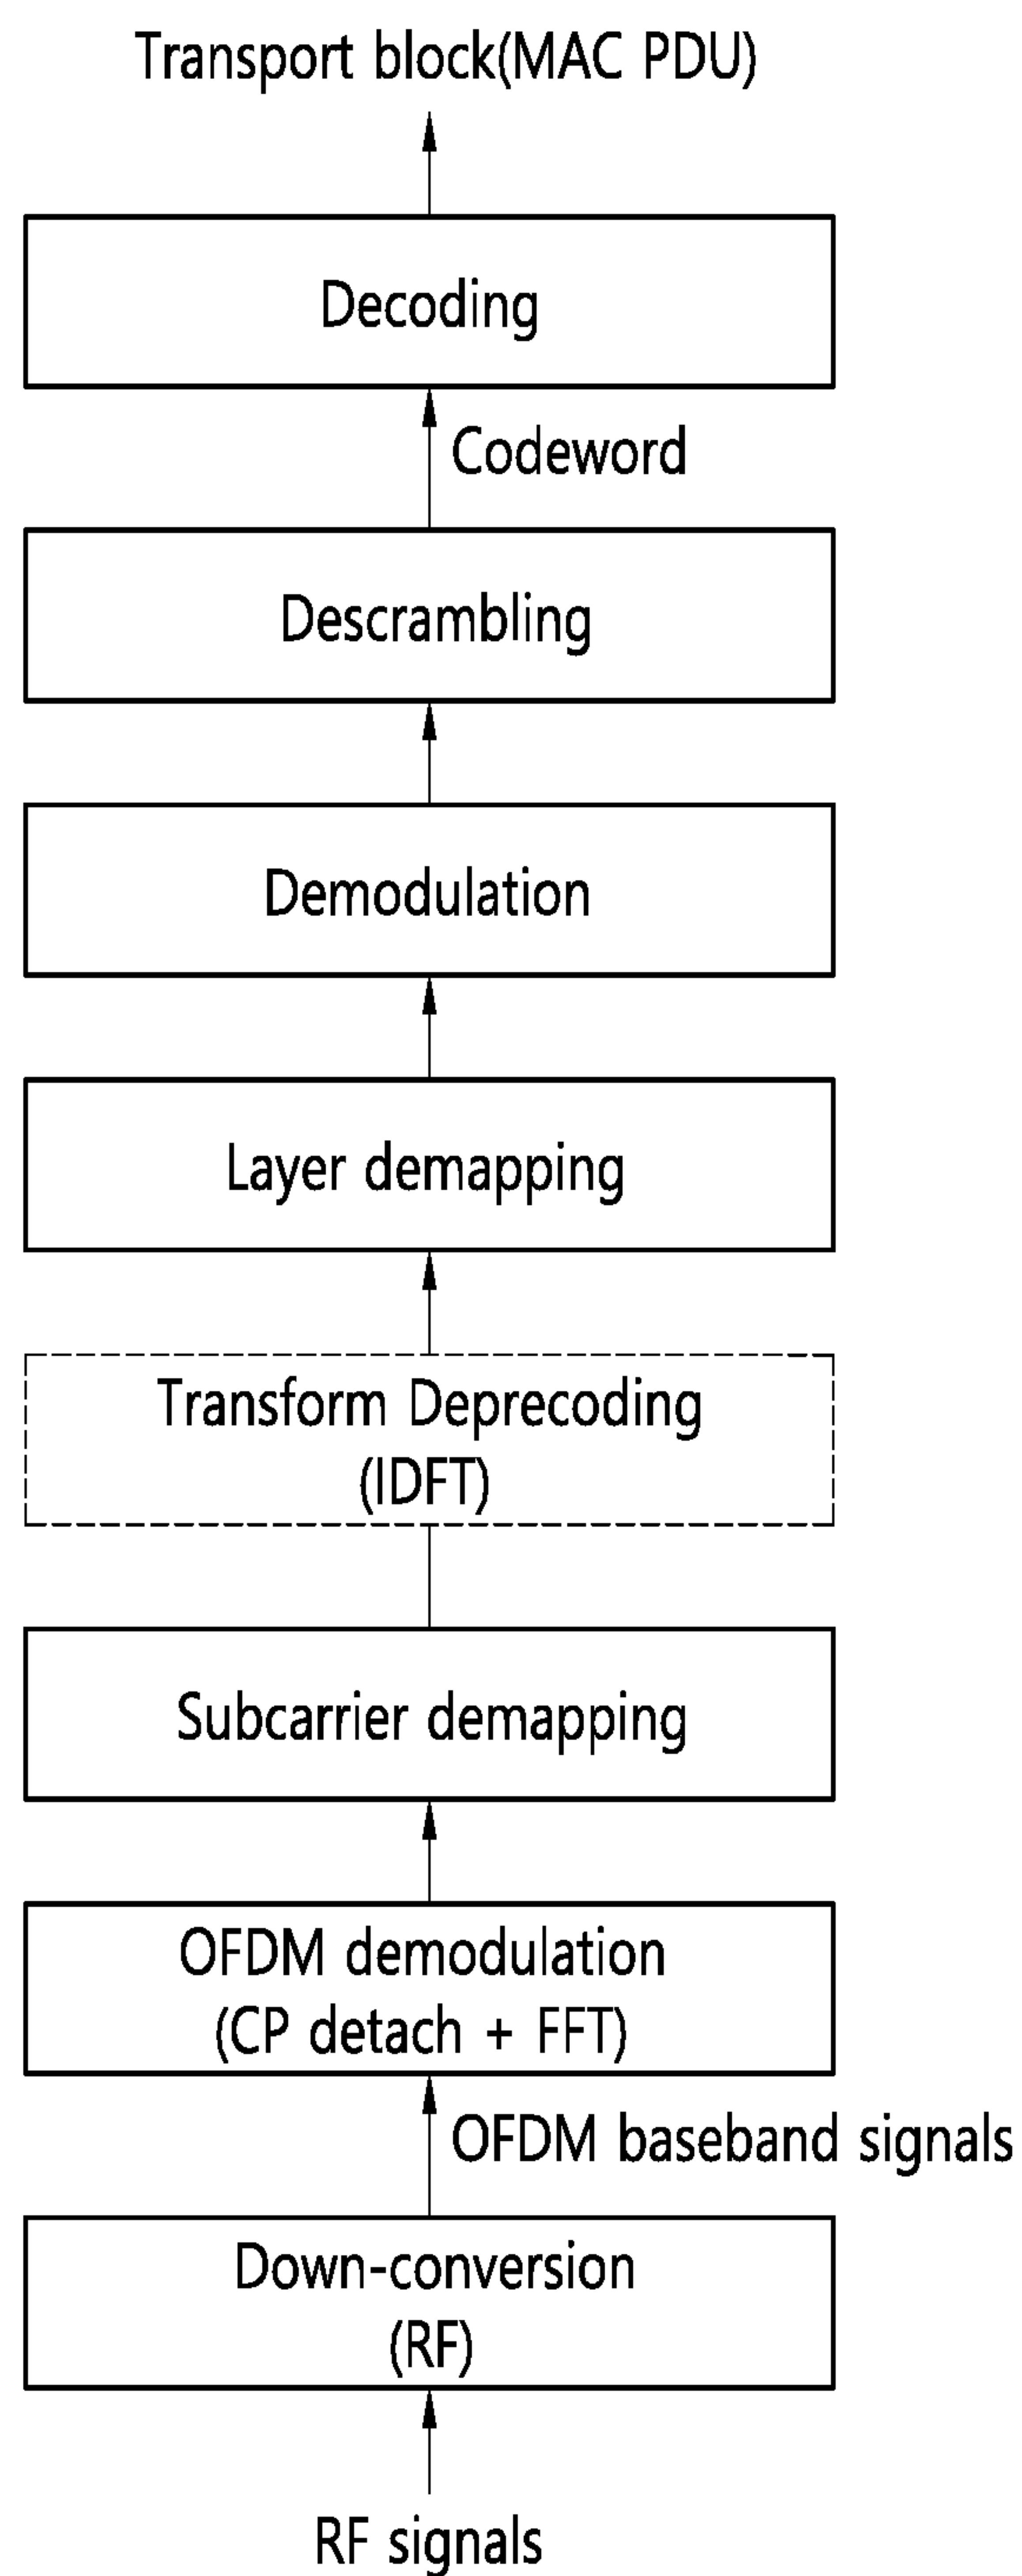 Transport block(MAC PDU)
Decoding
Codeword
Descrambling
Demodulation
Layer demapping
Transform Deprecoding
(IDFT)
Subcarrier demapping
OFDM demodulation
(CP detach + FFT)
OFDM baseband signals
Down-conversion
(RF)
RF signals